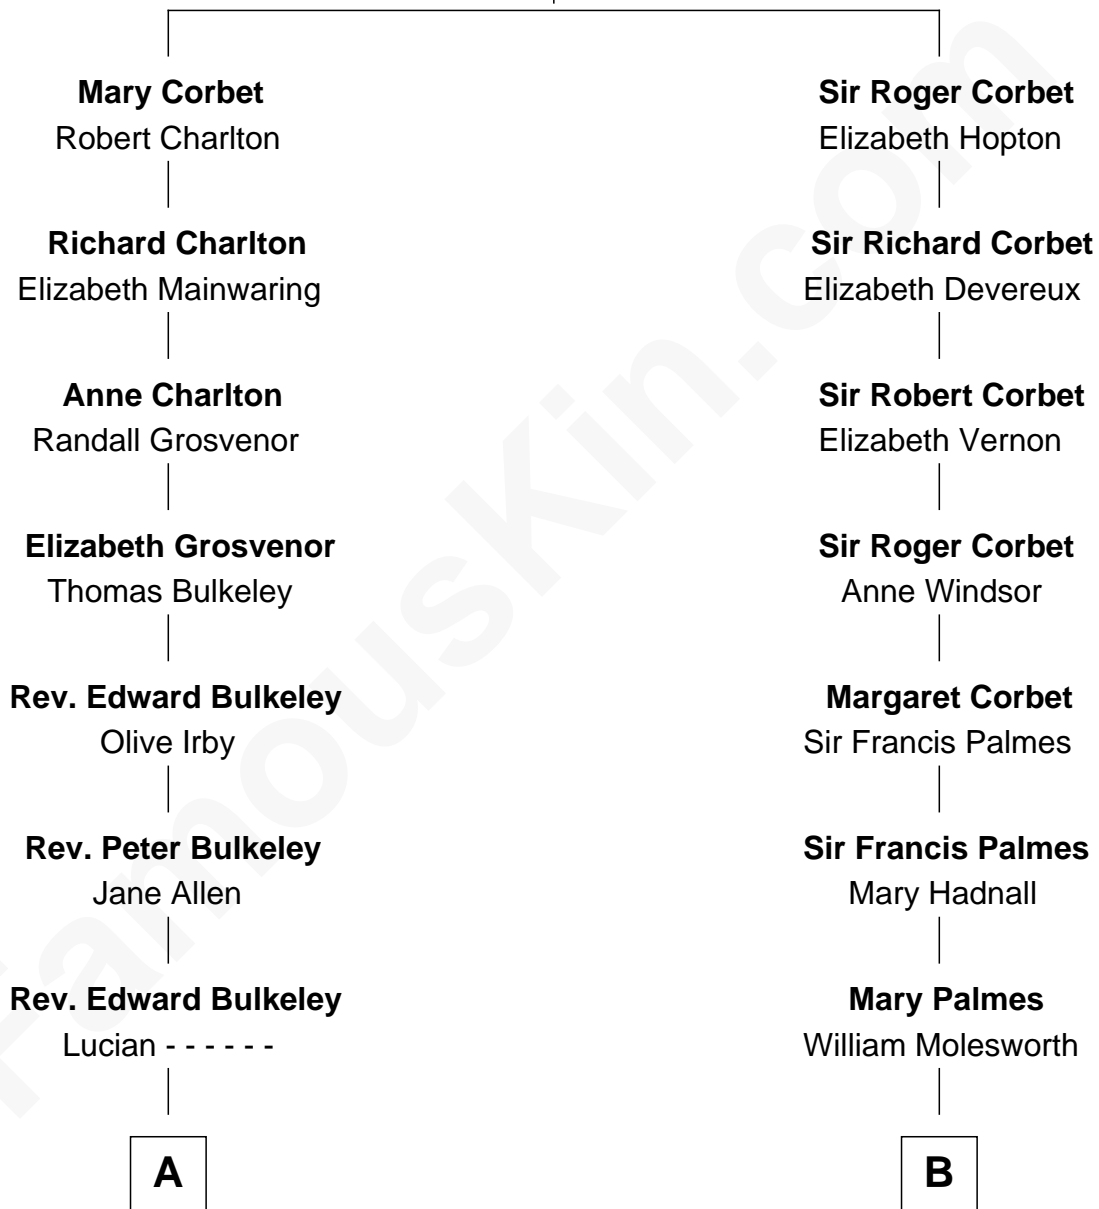 Mary Corbet
Robert Charlton
Richard Charlton
Elizabeth Mainwaring
Anne Charlton
Randall Grosvenor
Elizabeth Grosvenor
Thomas Bulkeley
Rev. Edward Bulkeley
Olive Irby
Rev. Peter Bulkeley
Jane Allen
Rev. Edward Bulkeley
Lucian - - - - - -
A
Sir Roger Corbet
Elizabeth Hopton
Sir Richard Corbet
Elizabeth Devereux
Sir Robert Corbet
Elizabeth Vernon
Sir Roger Corbet
Anne Windsor
Margaret Corbet
Sir Francis Palmes
Sir Francis Palmes
Mary Hadnall
Mary Palmes
William Molesworth
B
FamousKin.com